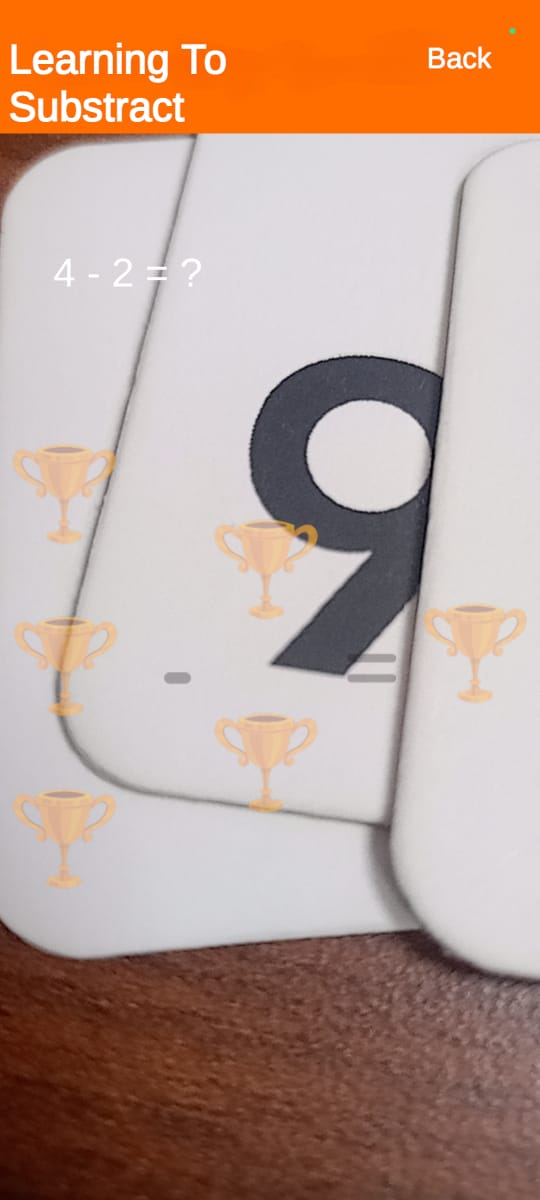 Learning To
Substract
Back
4 - 2 = ?
9
- =